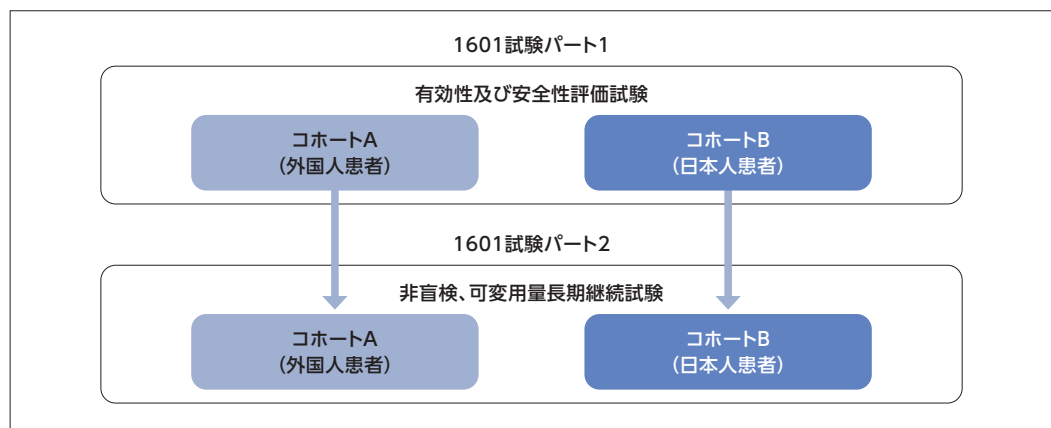 1601試験パート1
有効性及び安全性評価試験
コホートA
(外国人患者)
コホートB
(日本人患者)
1601試験パート2
非盲検、可変用量長期継続試験
コホートA
(外国人患者)
コホートB
(日本人患者)